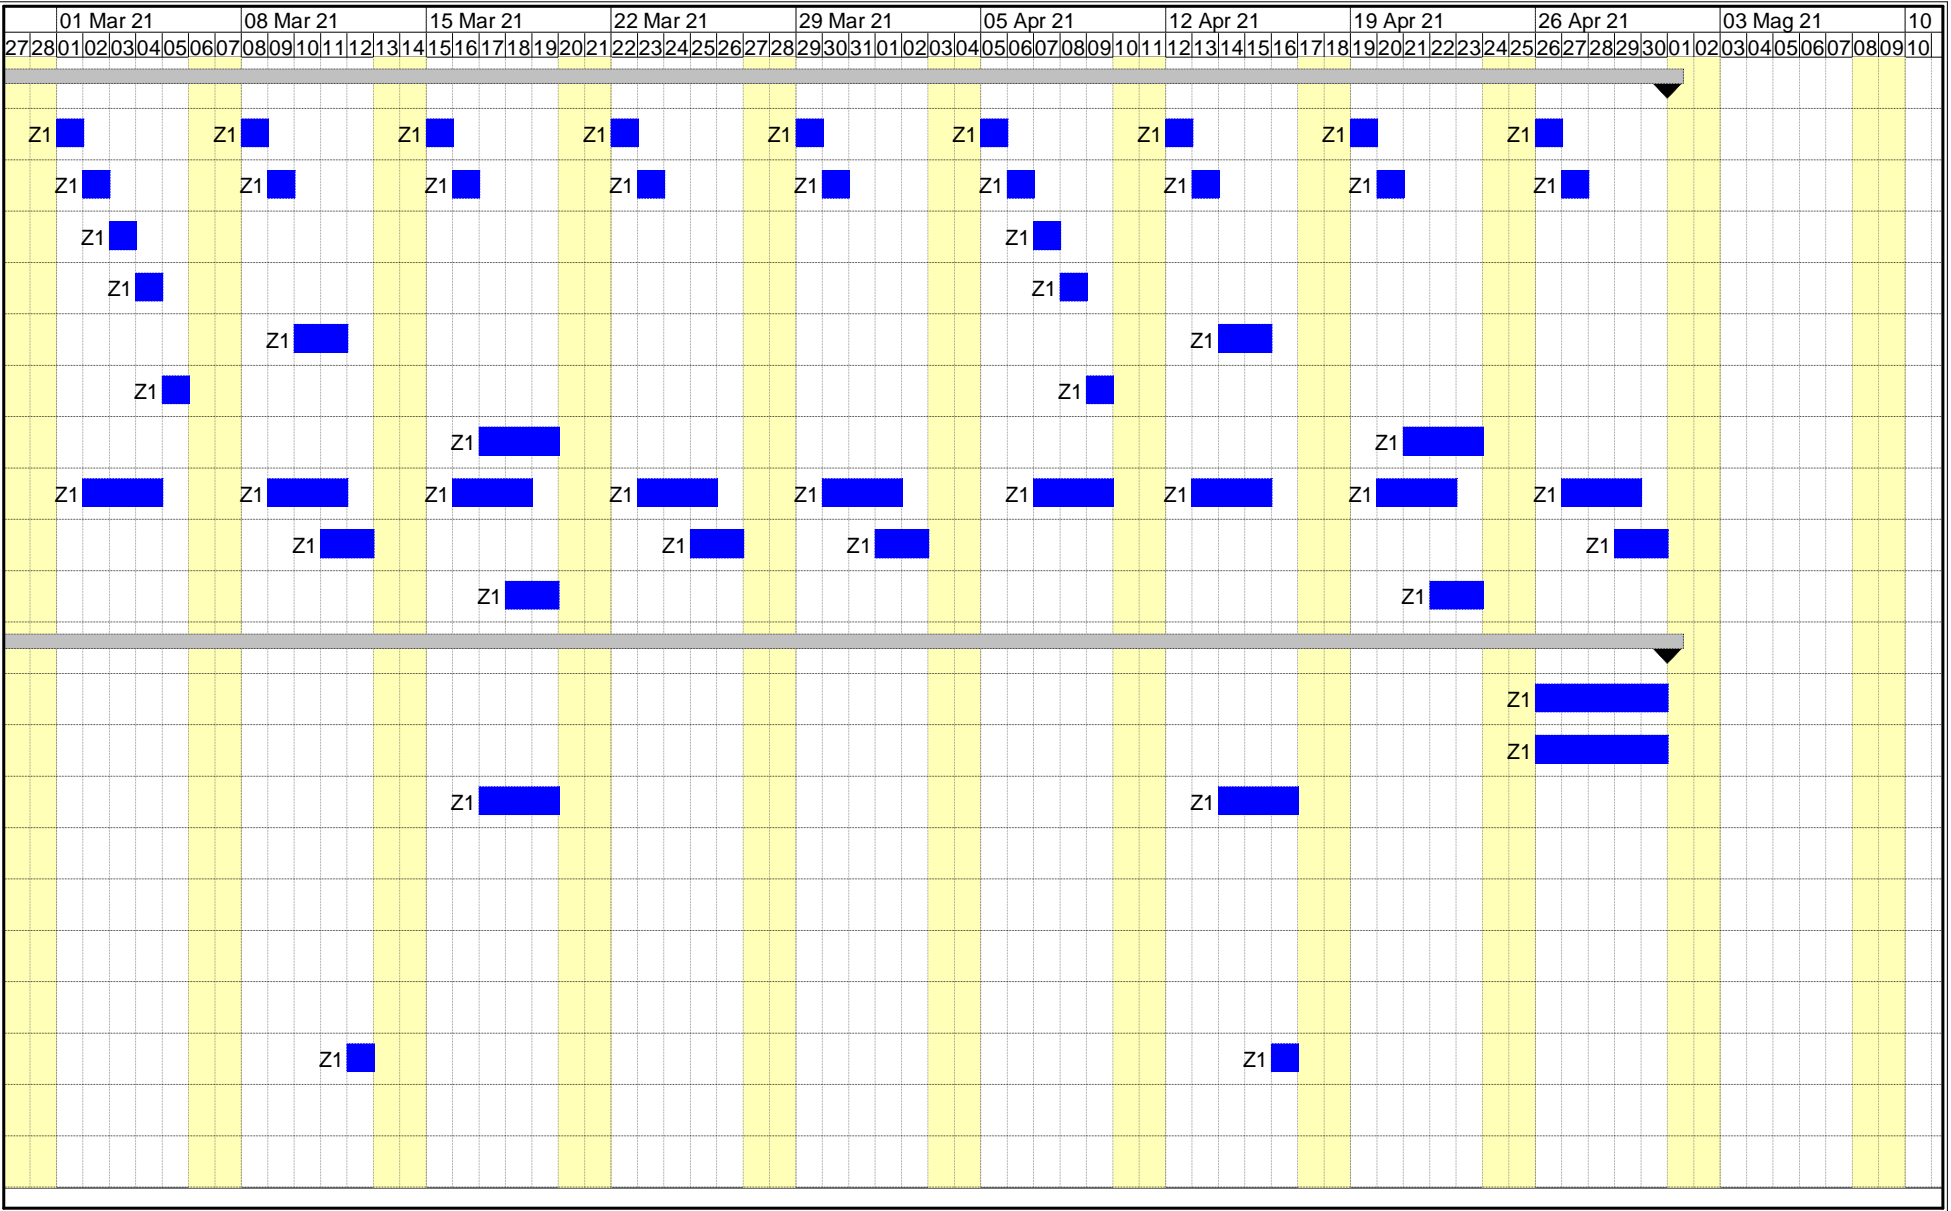 01 Mar 21 08 Mar 21 15 Mar 21 22 Mar 21 29 Mar 21 05 Apr 21 12 Apr 21 19 Apr 21 26 Apr 21 03 Mag 21 10
27 28 01 02 03 04 05 06 07 08 09 10 11 12 13 14 15 16 17 18 19 20 21 22 23 24 25 26 27 28 29 30 31 01 02 03 04 05 06 07 08 09 10 11 12 13 14 15 16 17 18 19 20 21 22 23 24 25 26 27 28 29 30 01 02 03 04 05 06 07 08 09 10
Z1 Z1 Z1 Z1 Z1 Z1 Z1 Z1 Z1
Z1 Z1 Z1 Z1 Z1 Z1 Z1 Z1 Z1
Z1 Z1
Z1 Z1
Z1 Z1
Z1 Z1
Z1 Z1
Z1 Z1 Z1 Z1 Z1 Z1 Z1 Z1 Z1
Z1 Z1 Z1 Z1
Z1 Z1
Z1
Z1
Z1 Z1
Z1 Z1